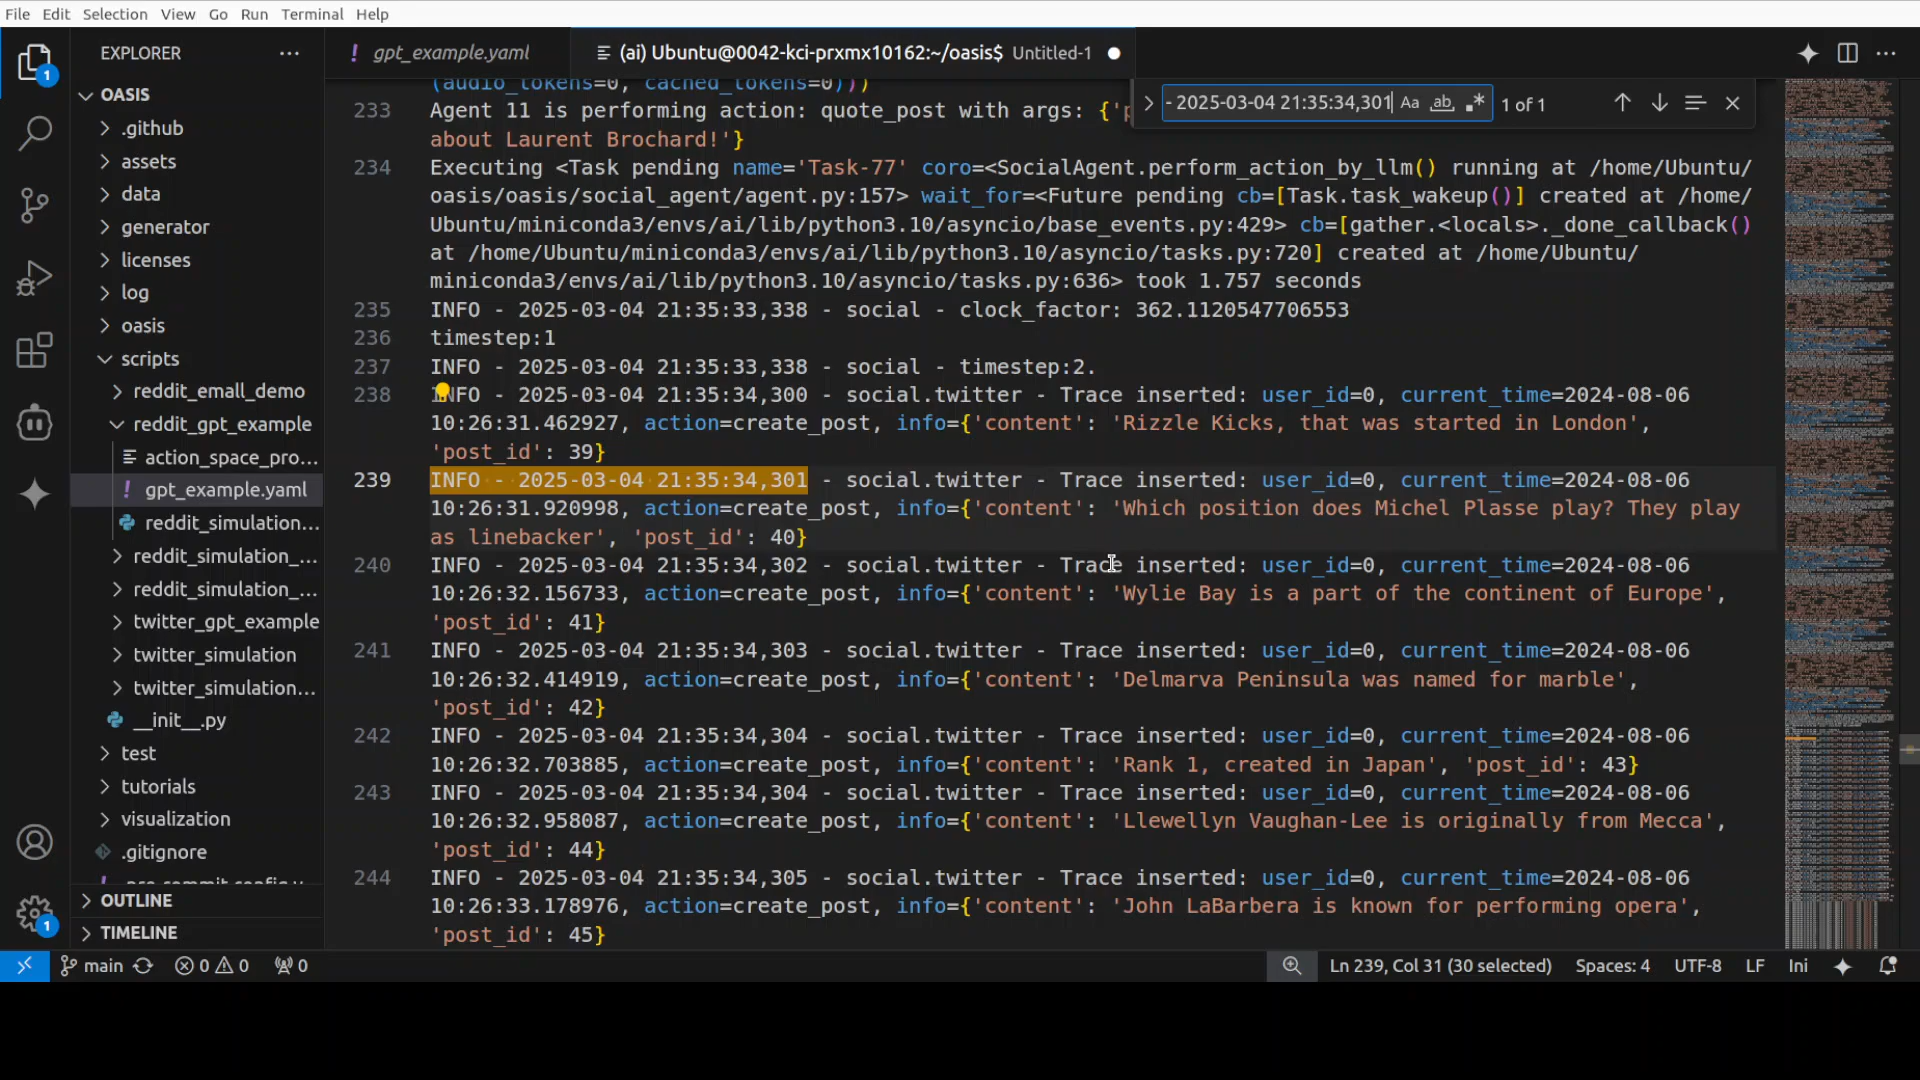 File Edit Selection View Go Run Terminal Help
EXPLORER
gpt_example.yaml
(ai) Ubuntu@0042-kci-prxmx10162:~/oasis$ Untitled-1
1
OASIS
.github
assets
data
generator
licenses
log
oasis
scripts
reddit_emall_demo
reddit_gpt_example
action_space_pro...
gpt_example.yaml
reddit_simulation...
reddit_simulation_...
reddit_simulation_...
twitter_gpt_example
twitter_simulation
twitter_simulation...
__init__.py
test
tutorials
visualization
.gitignore
OUTLINE
TIMELINE
1
- 2025-03-04 21:35:34,301 Aa ab 1 of 1
(audio_tokens=0, cached_tokens=0)))
233 Agent 11 is performing action: quote_post with args: {'p
about Laurent Brochard!'}
234 Executing <Task pending name='Task-77' coro=<SocialAgent.perform_action_by_llm() running at /home/Ubuntu/
oasis/oasis/social_agent/agent.py:157> wait_for=<Future pending cb=[Task.task_wakeup()] created at /home/
Ubuntu/miniconda3/envs/ai/lib/python3.10/asyncio/base_events.py:429> cb=[gather.<locals>._done_callback()
at /home/Ubuntu/miniconda3/envs/ai/lib/python3.10/asyncio/tasks.py:720] created at /home/Ubuntu/
miniconda3/envs/ai/lib/python3.10/asyncio/tasks.py:636> took 1.757 seconds
235 INFO - 2025-03-04 21:35:33,338 - social - clock_factor: 362.1120547706553
236 timestep:1
237 INFO - 2025-03-04 21:35:33,338 - social - timestep:2.
238 INFO - 2025-03-04 21:35:34,300 - social.twitter - Trace inserted: user_id=0, current_time=2024-08-06
10:26:31.462927, action=create_post, info={'content': 'Rizzle Kicks, that was started in London',
'post_id': 39}
239 INFO - 2025-03-04 21:35:34,301 - social.twitter - Trace inserted: user_id=0, current_time=2024-08-06
10:26:31.920998, action=create_post, info={'content': 'Which position does Michel Plasse play? They play
as linebacker', 'post_id': 40}
240 INFO - 2025-03-04 21:35:34,302 - social.twitter - Trace inserted: user_id=0, current_time=2024-08-06
10:26:32.156733, action=create_post, info={'content': 'Wylie Bay is a part of the continent of Europe',
'post_id': 41}
241 INFO - 2025-03-04 21:35:34,303 - social.twitter - Trace inserted: user_id=0, current_time=2024-08-06
10:26:32.414919, action=create_post, info={'content': 'Delmarva Peninsula was named for marble',
'post_id': 42}
242 INFO - 2025-03-04 21:35:34,304 - social.twitter - Trace inserted: user_id=0, current_time=2024-08-06
10:26:32.703885, action=create_post, info={'content': 'Rank 1, created in Japan', 'post_id': 43}
243 INFO - 2025-03-04 21:35:34,304 - social.twitter - Trace inserted: user_id=0, current_time=2024-08-06
10:26:32.958087, action=create_post, info={'content': 'Llewellyn Vaughan-Lee is originally from Mecca',
'post_id': 44}
244 INFO - 2025-03-04 21:35:34,305 - social.twitter - Trace inserted: user_id=0, current_time=2024-08-06
10:26:33.178976, action=create_post, info={'content': 'John LaBarbera is known for performing opera',
'post_id': 45}
main 0 0 0 Ln 239, Col 31 (30 selected) Spaces: 4 UTF-8 LF Ini